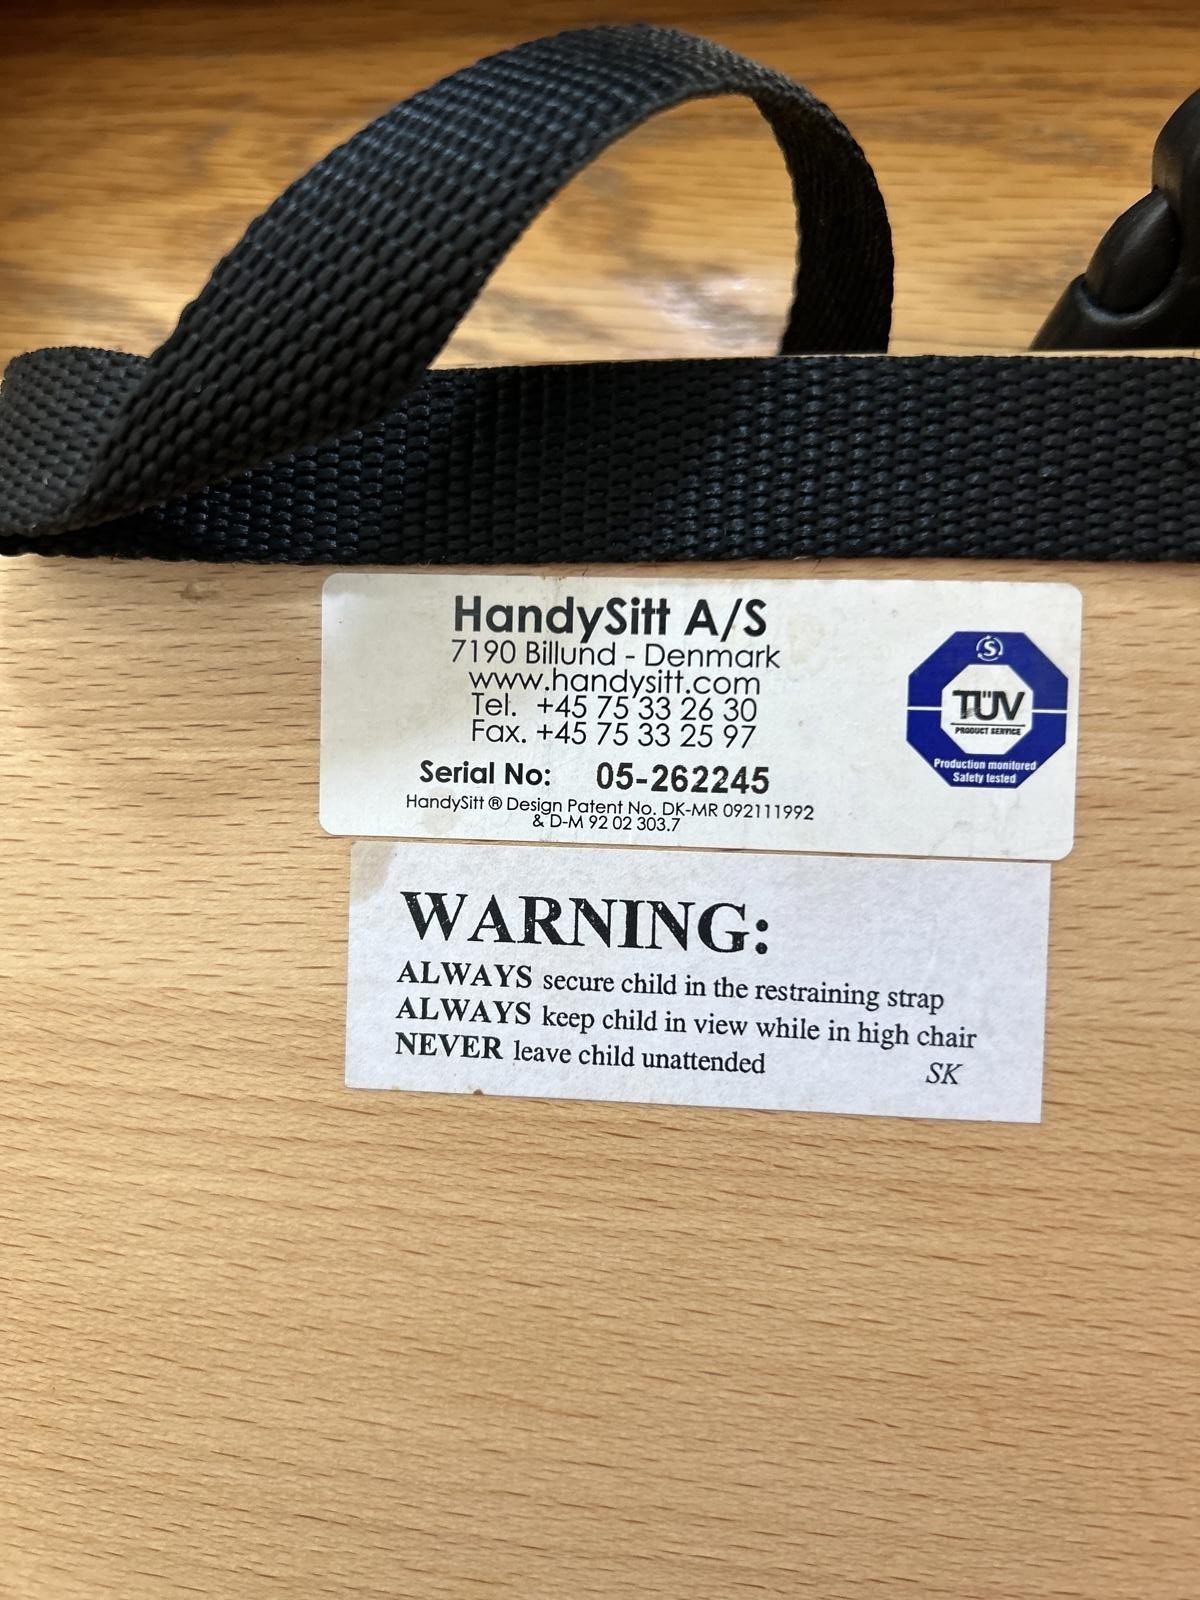 HandySitt A/S
7190 Billund - Denmark
www.handysitt.com
Tel. +45 75 33 26 30
Fax. +45 75 33 25 97
Serial No: 05-262245
HandySitt ® Design Patent No. DK-MR 092111992
& D-M 92 02 303.7
S
TÜV
PRODUCT SERVICE
Production monitored
Safety tested
WARNING:
ALWAYS secure child in the restraining strap
ALWAYS keep child in view while in high chair
NEVER leave child unattended
SK